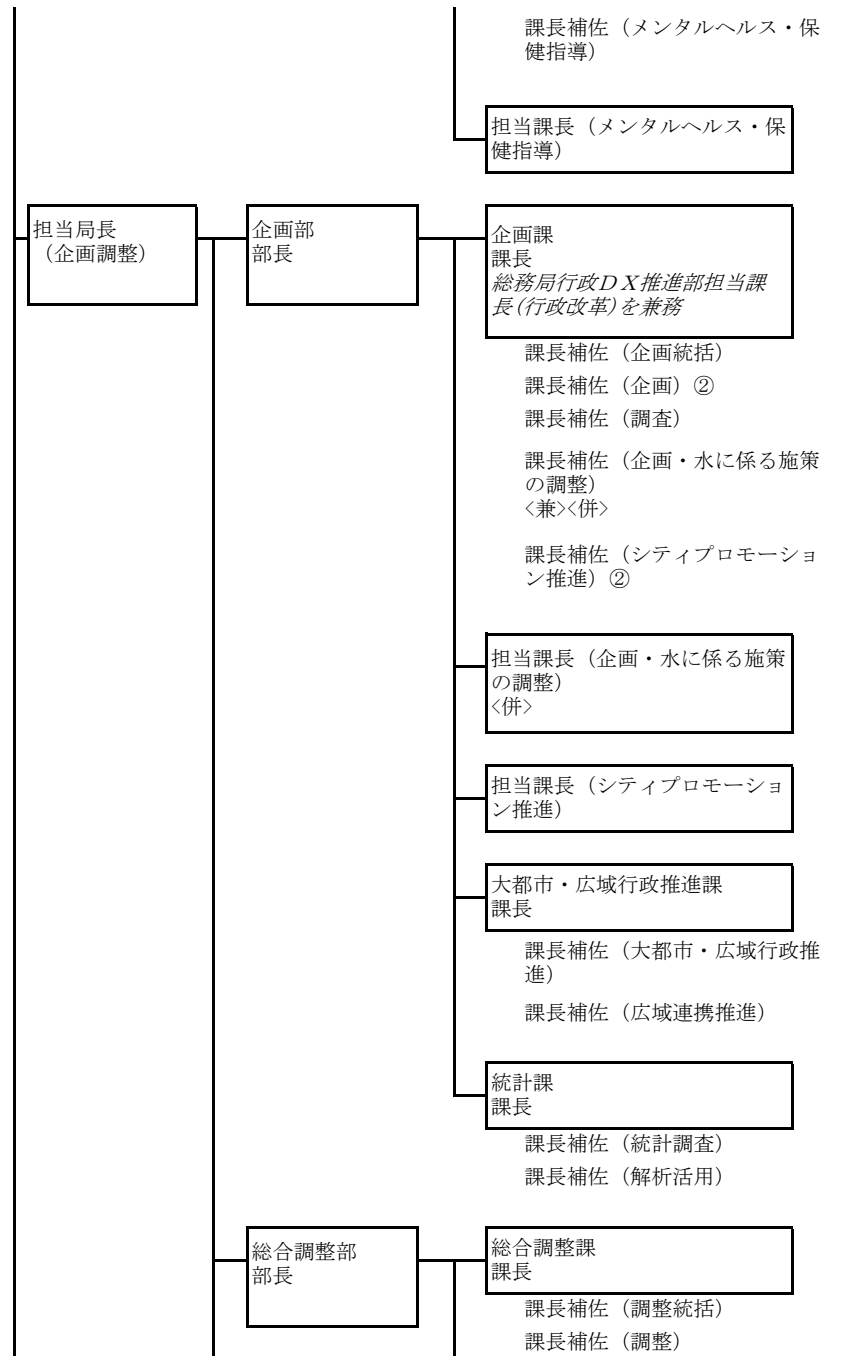 課長補佐（メンタルヘルス・保
健指導）
担当課長（メンタルヘルス・保
健指導）
担当局長
（企画調整）
企画部
部長
企画課
課長
総務局行政ＤＸ推進部担当課
長(行政改革)を兼務
課長補佐（企画統括）
課長補佐（企画）②
課長補佐（調査）
課長補佐（企画・水に係る施策
の調整）
<兼><併>
課長補佐（シティプロモーショ
ン推進）②
担当課長（企画・水に係る施策
の調整）
<併>
担当課長（シティプロモーショ
ン推進）
大都市・広域行政推進課
課長
課長補佐（大都市・広域行政推
進）
課長補佐（広域連携推進）
統計課
課長
課長補佐（統計調査）
課長補佐（解析活用）
総合調整部
部長
総合調整課
課長
課長補佐（調整統括）
課長補佐（調整）